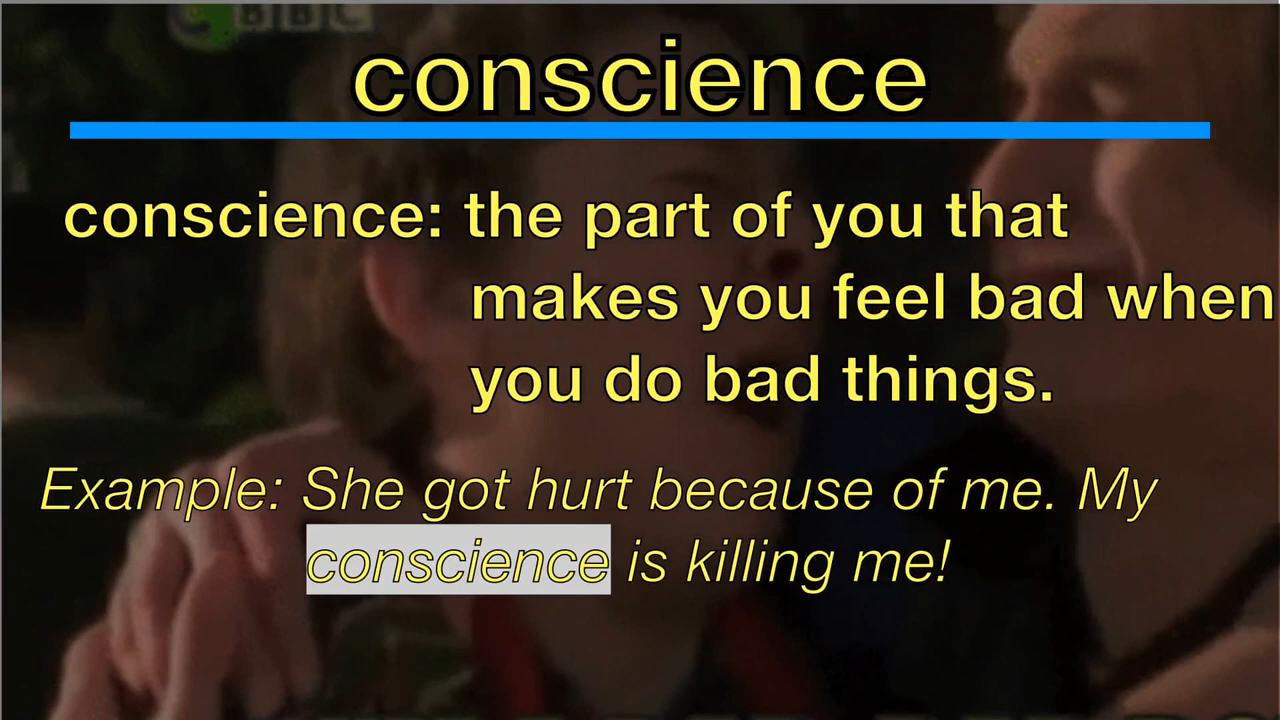 BBC
conscience
conscience: the part of you that
makes you feel bad when
you do bad things.
Example: She got hurt because of me. My
conscience is killing me!